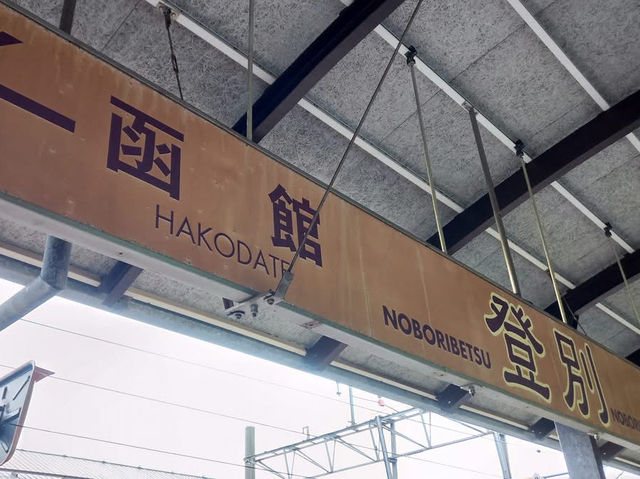 函館
HAKODATE
NOBORIBETSU
登別